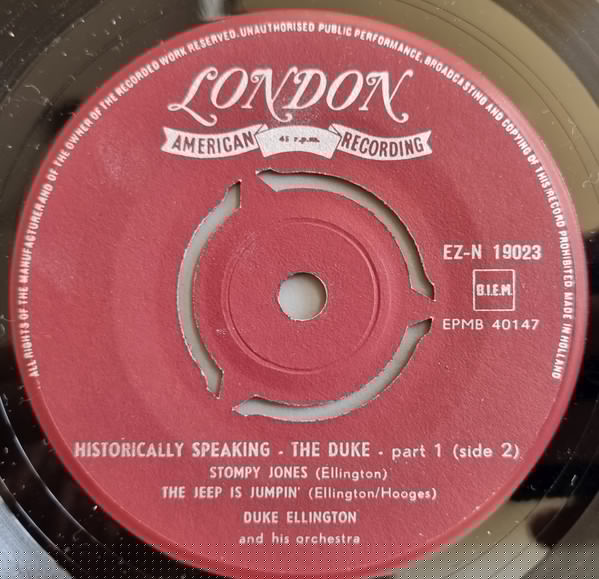 ALL RIGHTS OF THE MANUFACTURER AND OF THE OWNER OF THE RECORDED WORK RESERVED. UNAUTHORISED PUBLIC PERFORMANCE, BROADCASTING AND COPYING OF THIS RECORD PROHIBITED MADE IN HOLLAND
LONDON
AMERICAN 45 r.p.m. RECORDING
EZ-N 19023
B.I.E.M.
EPMB 40147
HISTORICALLY SPEAKING - THE DUKE - part 1 (side 2)
STOMPY JONES (Ellington)
THE JEEP IS JUMPIN' (Ellington/Hooges)
DUKE ELLINGTON
and his orchestra